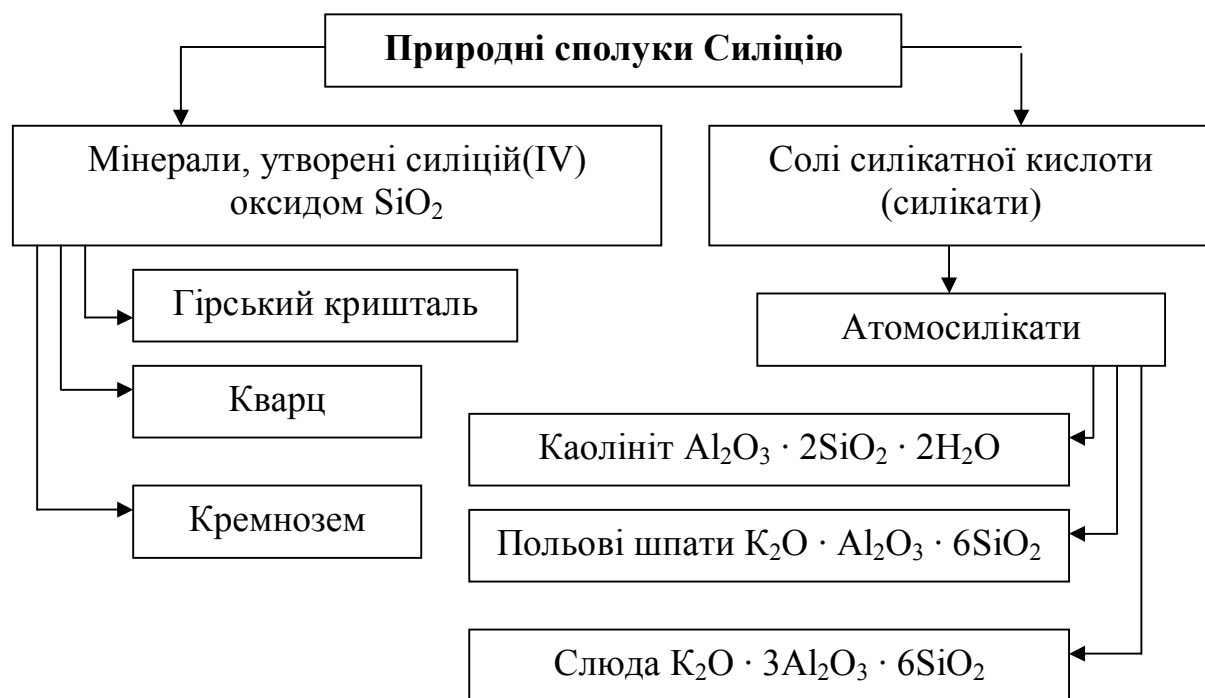 Природні сполуки Силіцію
Мінерали, утворені силіцій(IV)
оксидом SiO₂
Солі силікатної кислоти
(силікати)
Гірський кришталь
Кварц
Кремнозем
Атомосилікати
Каолініт Al₂O₃ · 2SiO₂ · 2H₂O
Польові шпати K₂O · Al₂O₃ · 6SiO₂
Слюда K₂O · 3Al₂O₃ · 6SiO₂